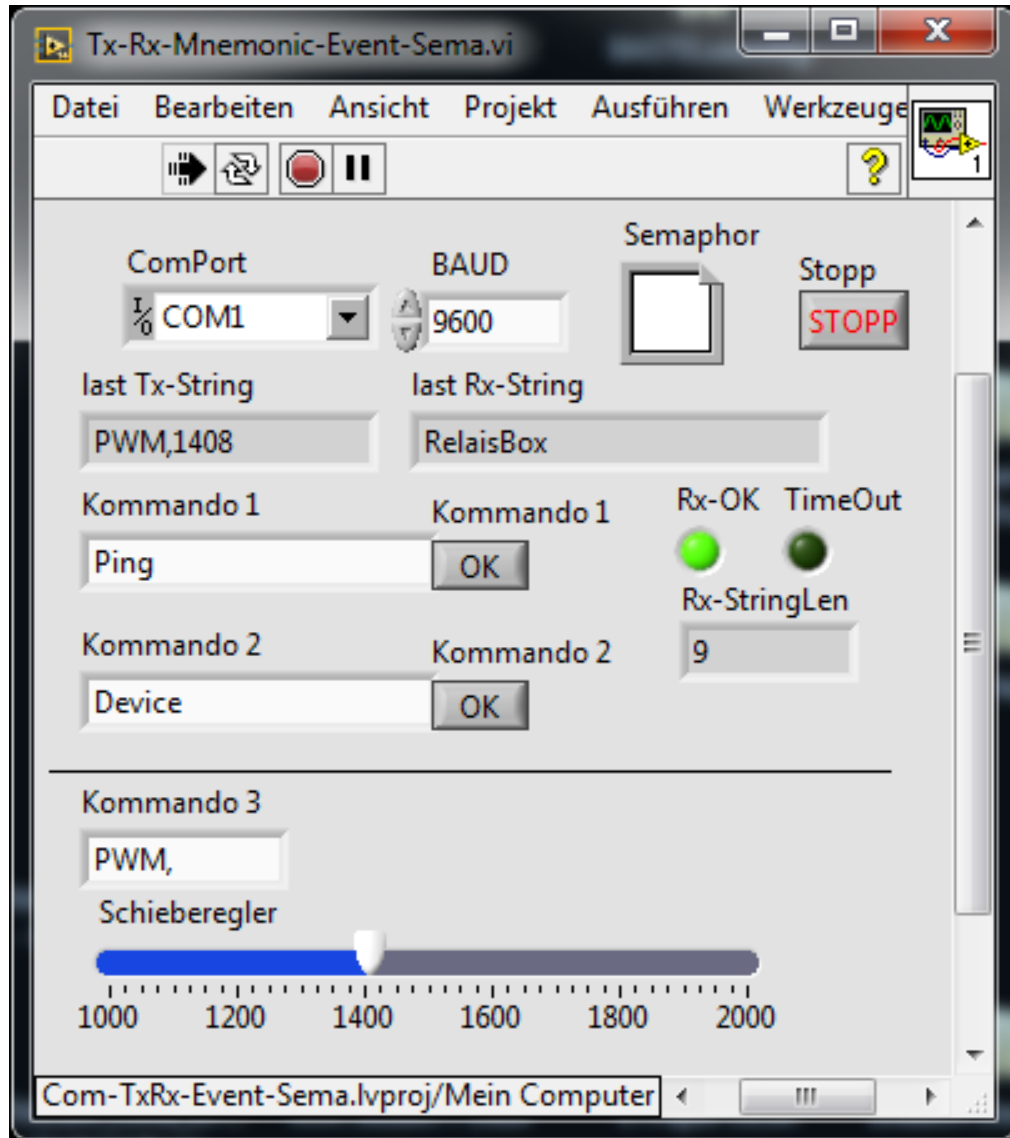 Tx-Rx-Mnemonic-Event-Sema.vi
Datei Bearbeiten Ansicht Projekt Ausführen Werkzeuge
1
ComPort BAUD Semaphor Stopp
I/O COM1 9600 STOPP
last Tx-String last Rx-String
PWM,1408 RelaisBox
Kommando 1 Kommando 1 Rx-OK TimeOut
Ping OK
Rx-StringLen
Kommando 2 Kommando 2 9
Device OK
Kommando 3
PWM,
Schieberegler
1000 1200 1400 1600 1800 2000
Com-TxRx-Event-Sema.lvproj/Mein Computer